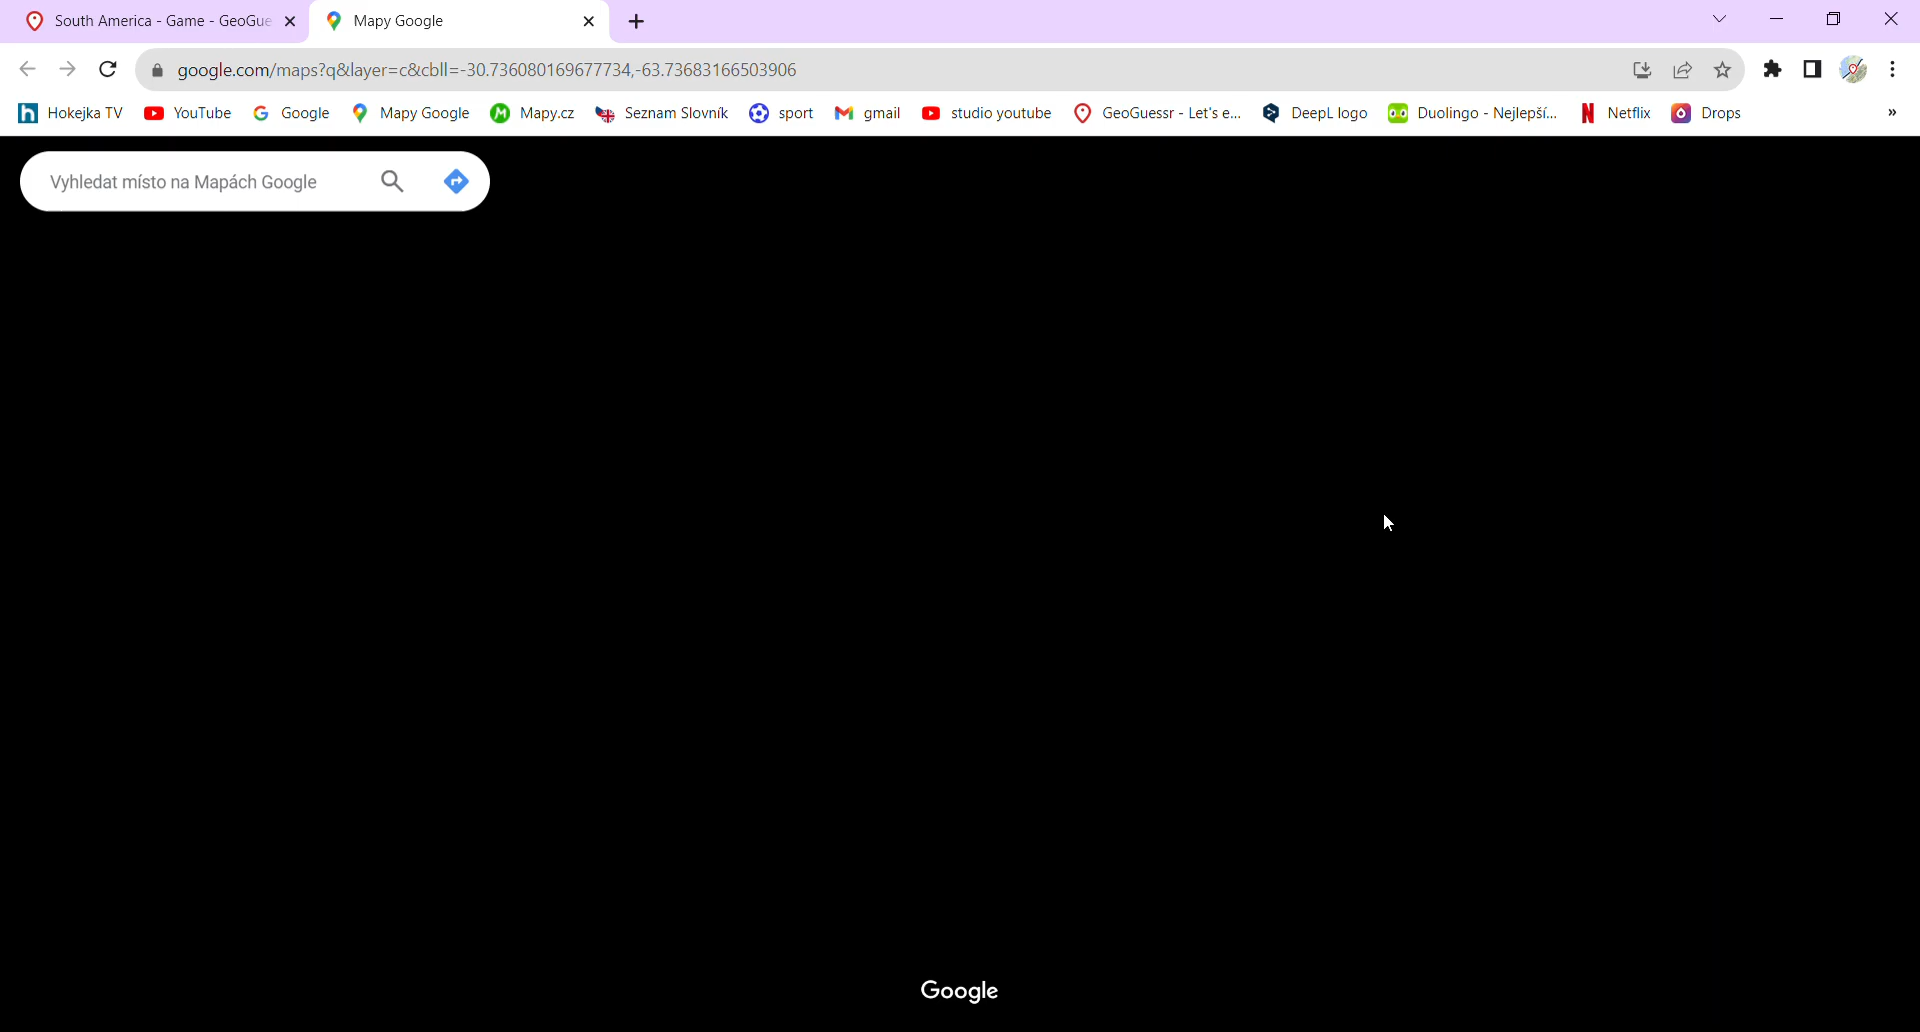 South America - Game - GeoGue
Mapy Google
google.com/maps?q&layer=c&cbll=-30.736080169677734,-63.73683166503906
Hokejka TV YouTube Google Mapy Google Mapy.cz Seznam Slovník sport gmail studio youtube GeoGuessr - Let's e... DeepL logo Duolingo - Nejlepší... Netflix Drops »
Vyhledat místo na Mapách Google
Google